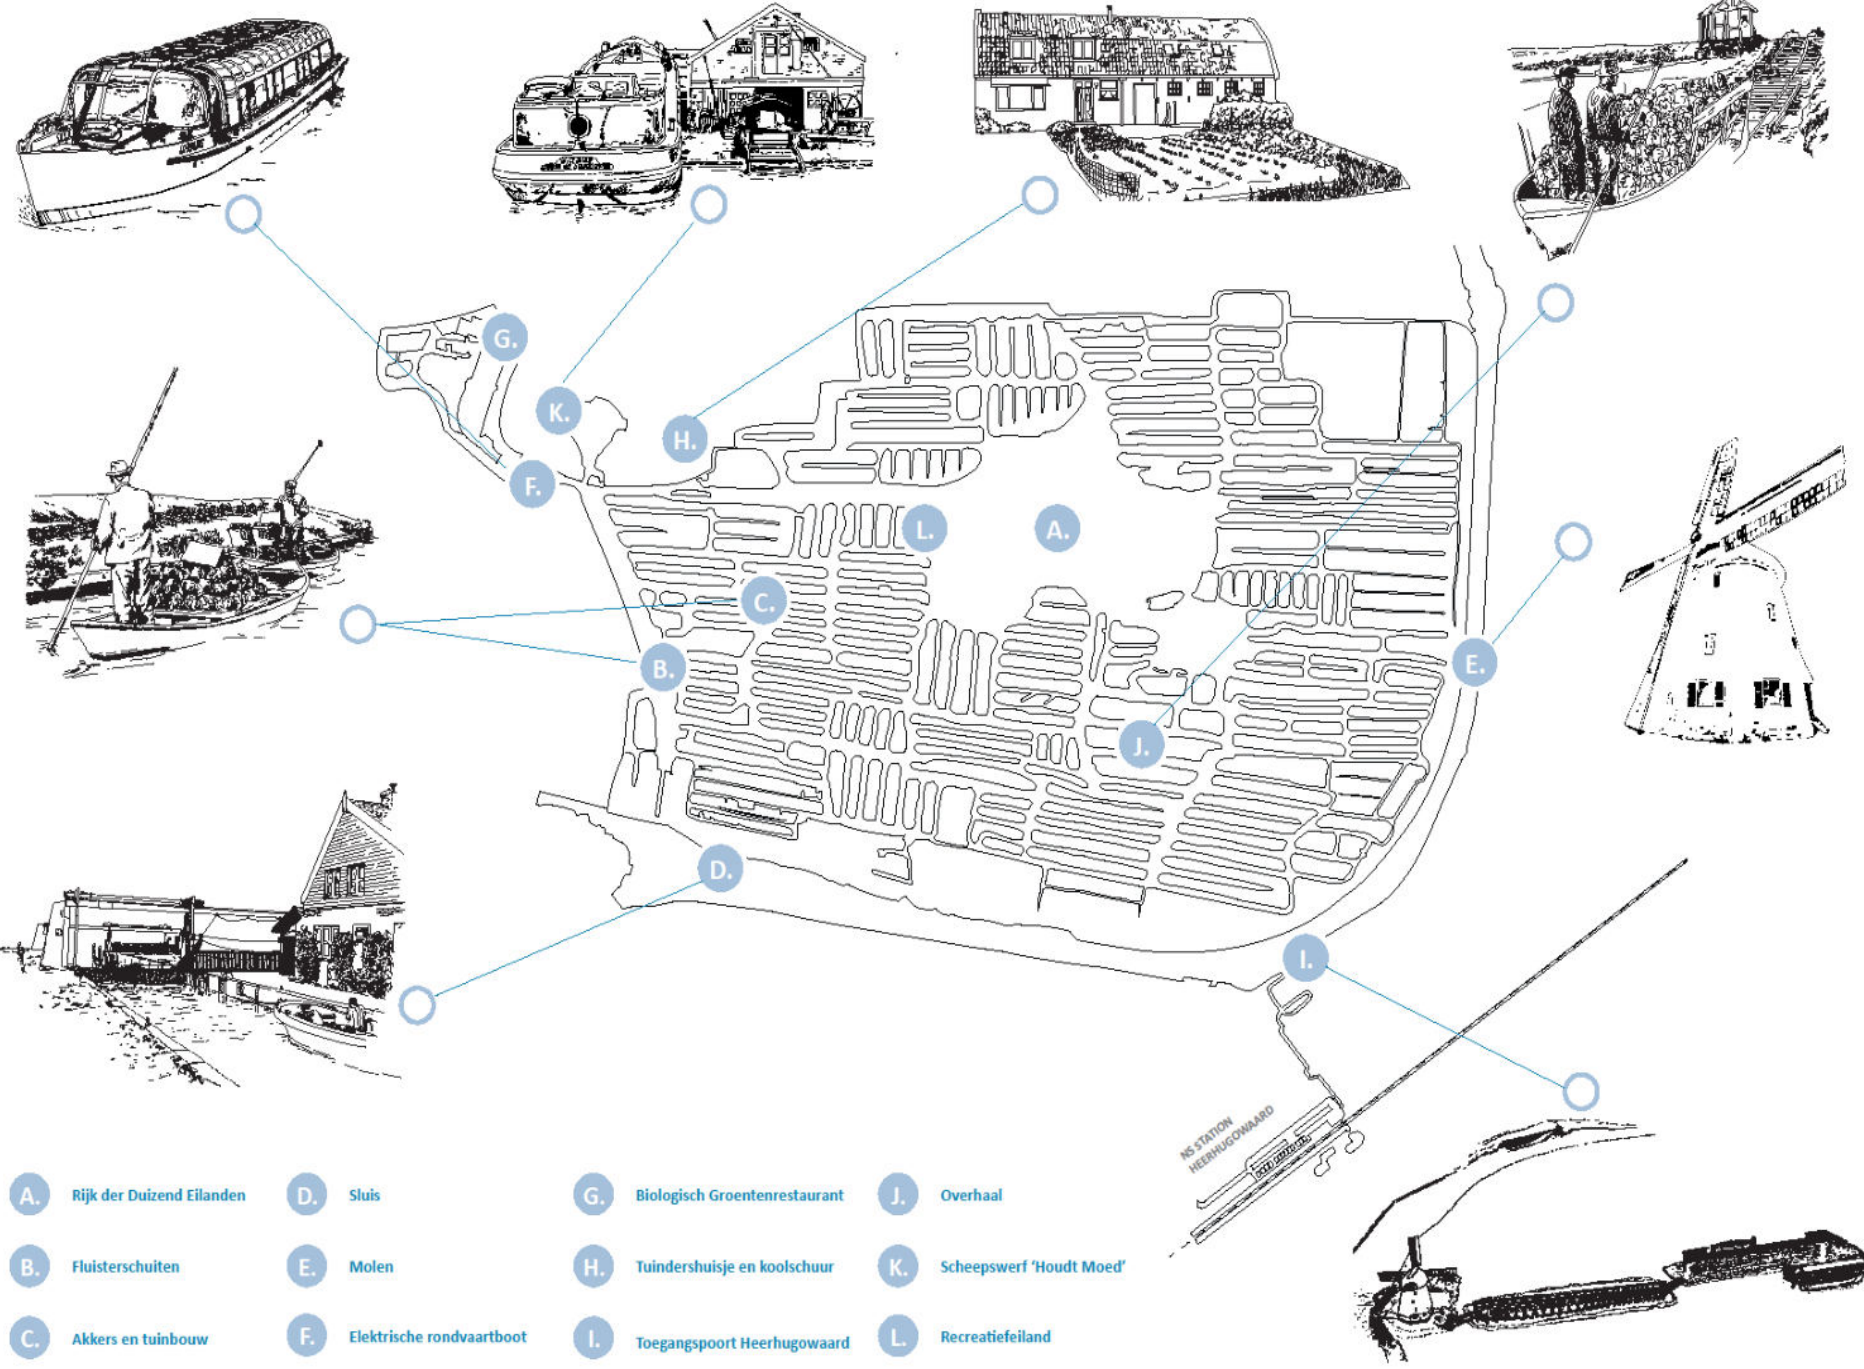 G.
K.
H.
F.
L.
A.
C.
B.
E.
J.
D.
I.
NS STATION
HEERHUGOWAARD
A. Rijk der Duizend Eilanden
D. Sluis
G. Biologisch Groentenrestaurant
J. Overhaal
B. Fluisterschuiten
E. Molen
H. Tuindershuisje en koolschuur
K. Scheepswerf ‘Houdt Moed’
C. Akkers en tuinbouw
F. Elektrische rondvaartboot
I. Toegangspoort Heerhugowaard
L. Recreatiefeiland